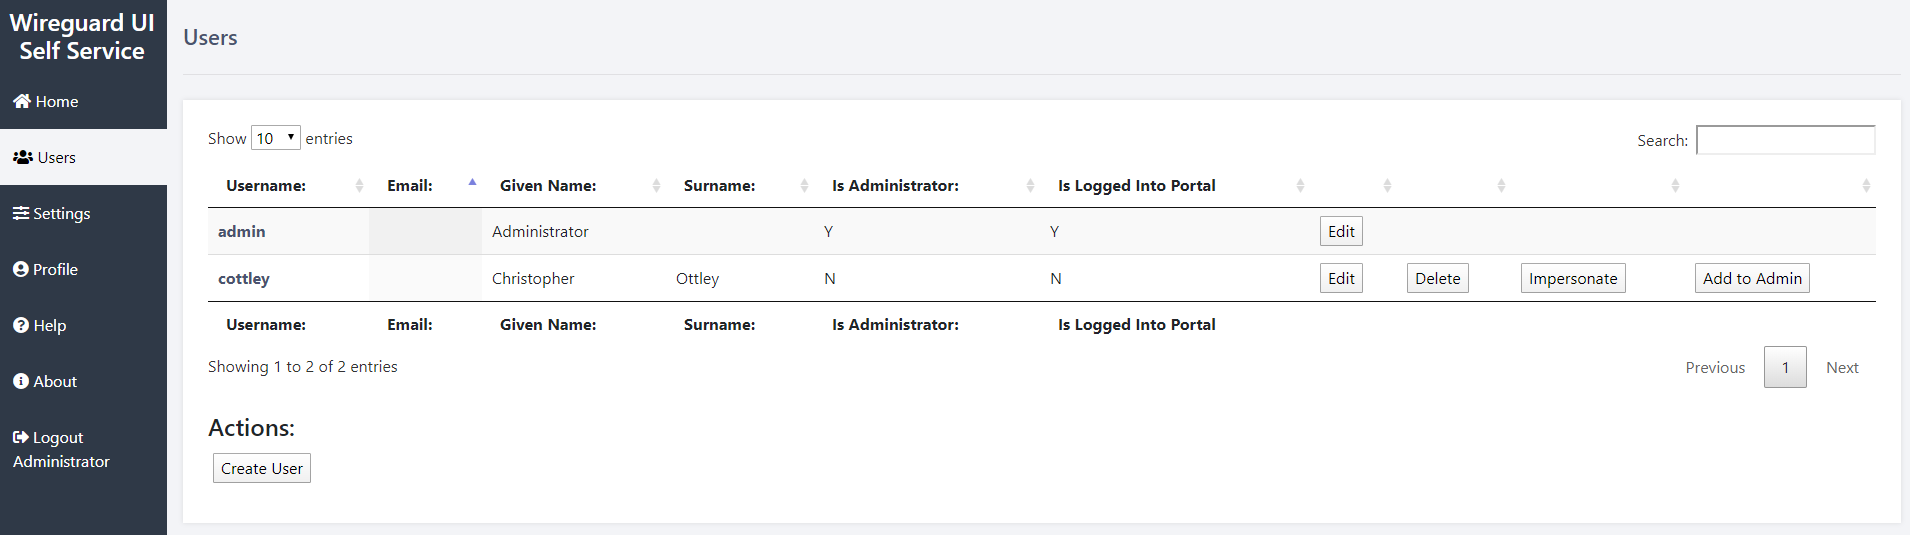 Wireguard UI
Self Service
Home
Users
Settings
Profile
Help
About
Logout
Administrator
Users
Show 10 entries
Search:
Username: Email: Given Name: Surname: Is Administrator: Is Logged Into Portal
admin Administrator Y Y Edit
cottley Christopher Ottley N N Edit Delete Impersonate Add to Admin
Username: Email: Given Name: Surname: Is Administrator: Is Logged Into Portal
Showing 1 to 2 of 2 entries
Previous 1 Next
Actions:
Create User